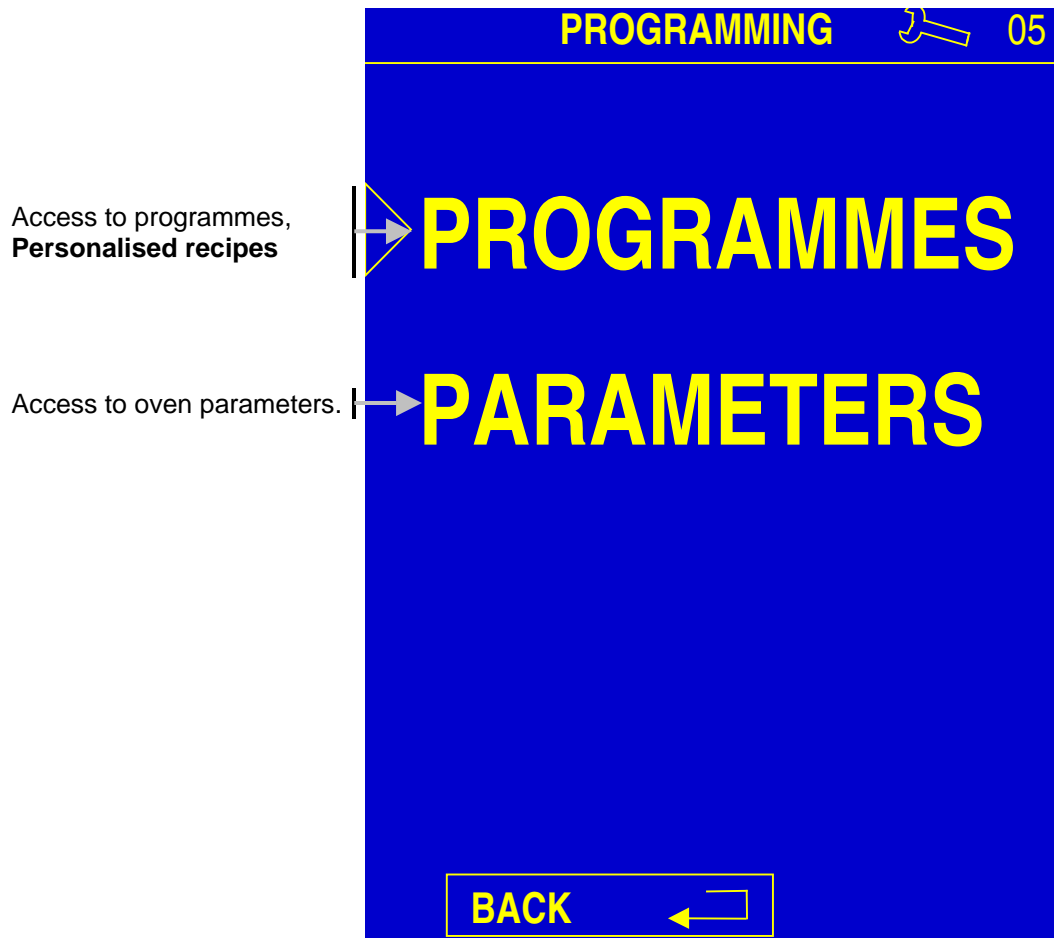 PROGRAMMING 05
Access to programmes,
Personalised recipes
PROGRAMMES
Access to oven parameters.
PARAMETERS
BACK